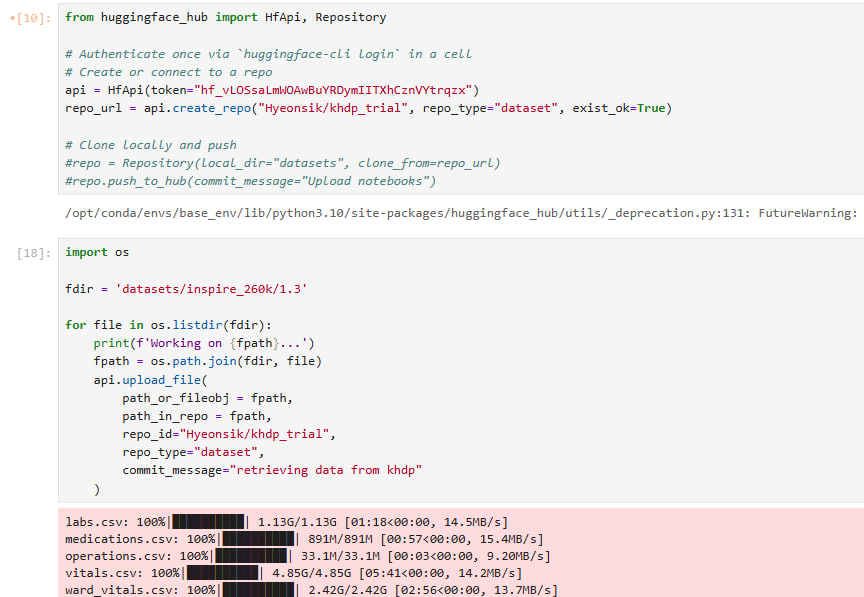 [10]: from huggingface_hub import HfApi, Repository
# Authenticate once via `huggingface-cli login` in a cell
# Create or connect to a repo
api = HfApi(token="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")
repo_url = api.create_repo("Hyeonsik/khdp_trial", repo_type="dataset", exist_ok=True)
# Clone locally and push
#repo = Repository(local_dir="datasets", clone_from=repo_url)
#repo.push_to_hub(commit_message="Upload notebooks")
/opt/conda/envs/base_env/lib/python3.10/site-packages/huggingface_hub/utils/_deprecation.py:131: FutureWarning:
[18]: import os
fdir = 'datasets/inspire_260k/1.3'
for file in os.listdir(fdir):
print(f'Working on {fpath}...')
fpath = os.path.join(fdir, file)
api.upload_file(
path_or_fileobj = fpath,
path_in_repo = fpath,
repo_id="Hyeonsik/khdp_trial",
repo_type="dataset",
commit_message="retrieving data from khdp"
)
labs.csv: 100%|██████████| 1.13G/1.13G [01:18<00:00, 14.5MB/s]
medications.csv: 100%|██████████| 891M/891M [00:57<00:00, 15.4MB/s]
operations.csv: 100%|██████████| 33.1M/33.1M [00:03<00:00, 9.20MB/s]
vitals.csv: 100%|██████████| 4.85G/4.85G [05:41<00:00, 14.2MB/s]
ward_vitals.csv: 100%|██████████| 2.42G/2.42G [02:56<00:00, 13.7MB/s]